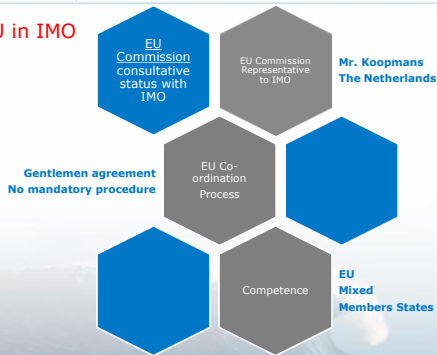 U in IMO
EU
Commission
consultative
status with
IMO
EU Commission
Representative
to IMO
Mr. Koopmans
The Netherlands
Gentlemen agreement
No mandatory procedure
EU Co-
ordination
Process
Competence
EU
Mixed
Members States